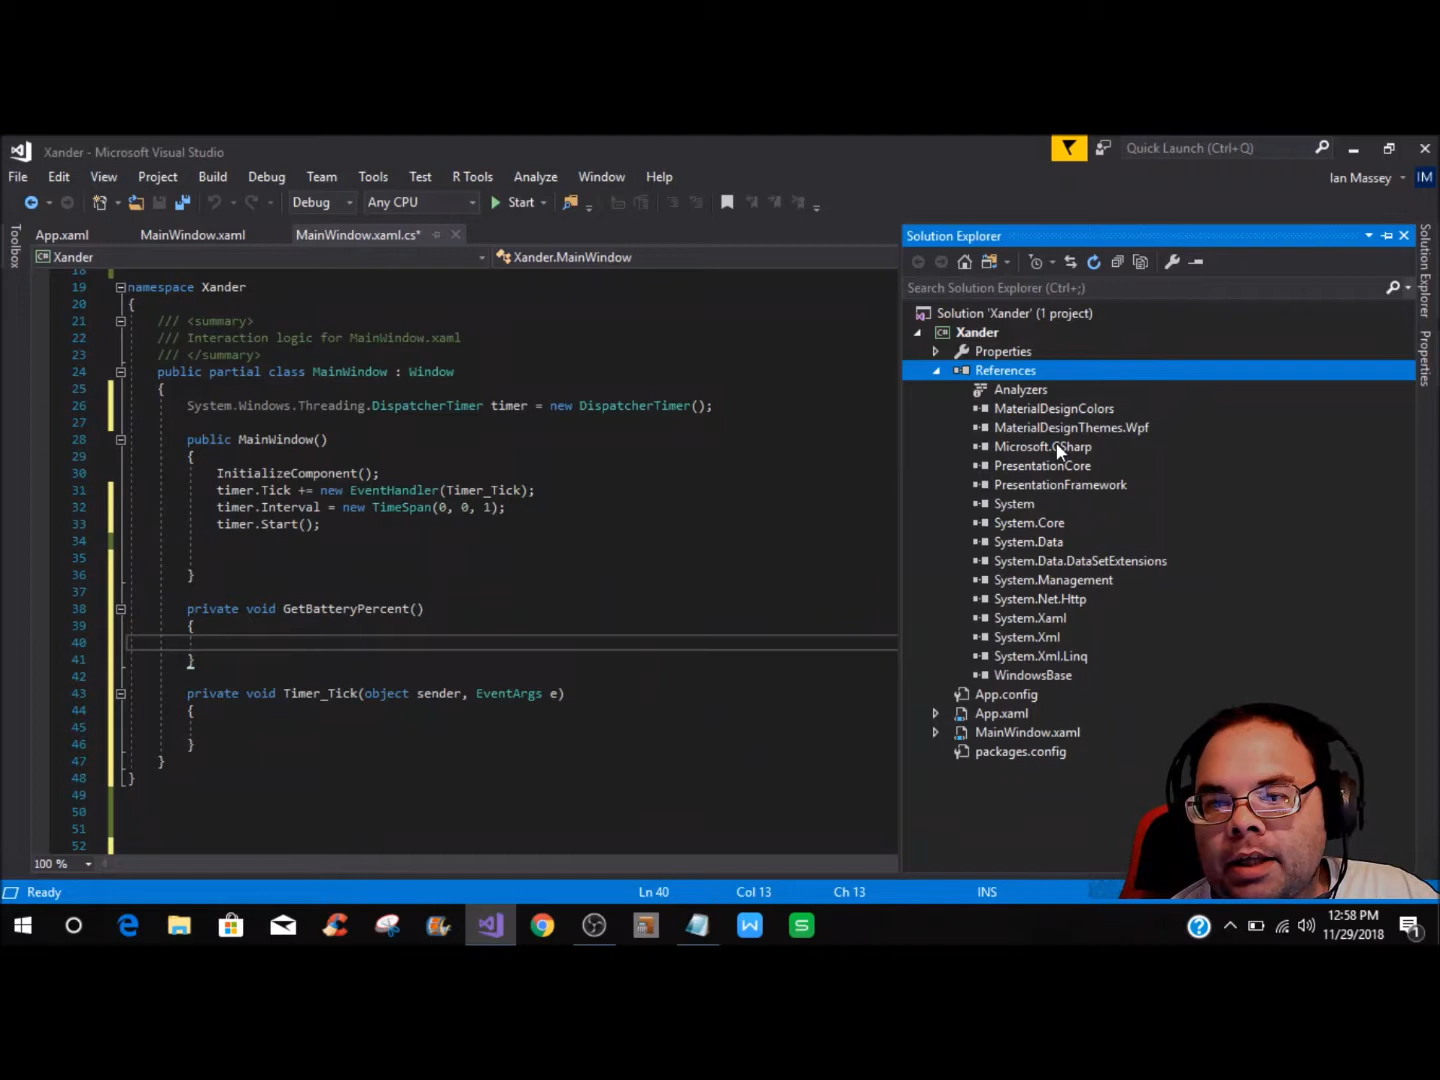 Xander - Microsoft Visual Studio
Quick Launch (Ctrl+Q)
File Edit View Project Build Debug Team Tools Test R Tools Analyze Window Help
Ian Massey IM
Debug Any CPU Start
Toolbox
App.xaml MainWindow.xaml MainWindow.xaml.cs*
Xander Xander.MainWindow
18
19 namespace Xander
20 {
21 /// <summary>
22 /// Interaction logic for MainWindow.xaml
23 /// </summary>
24 public partial class MainWindow : Window
25 {
26 System.Windows.Threading.DispatcherTimer timer = new DispatcherTimer();
27
28 public MainWindow()
29 {
30 InitializeComponent();
31 timer.Tick += new EventHandler(Timer_Tick);
32 timer.Interval = new TimeSpan(0, 0, 1);
33 timer.Start();
34
35
36 }
37
38 private void GetBatteryPercent()
39 {
40
41 }
42
43 private void Timer_Tick(object sender, EventArgs e)
44 {
45
46 }
47 }
48 }
49
50
51
52
100 %
Solution Explorer
Search Solution Explorer (Ctrl+;)
Solution 'Xander' (1 project)
C# Xander
Properties
References
Analyzers
MaterialDesignColors
MaterialDesignThemes.Wpf
Microsoft.CSharp
PresentationCore
PresentationFramework
System
System.Core
System.Data
System.Data.DataSetExtensions
System.Management
System.Net.Http
System.Xaml
System.Xml
System.Xml.Linq
WindowsBase
App.config
App.xaml
MainWindow.xaml
packages.config
Solution Explorer
Properties
Ready Ln 40 Col 13 Ch 13 INS
12:58 PM
11/29/2018
1